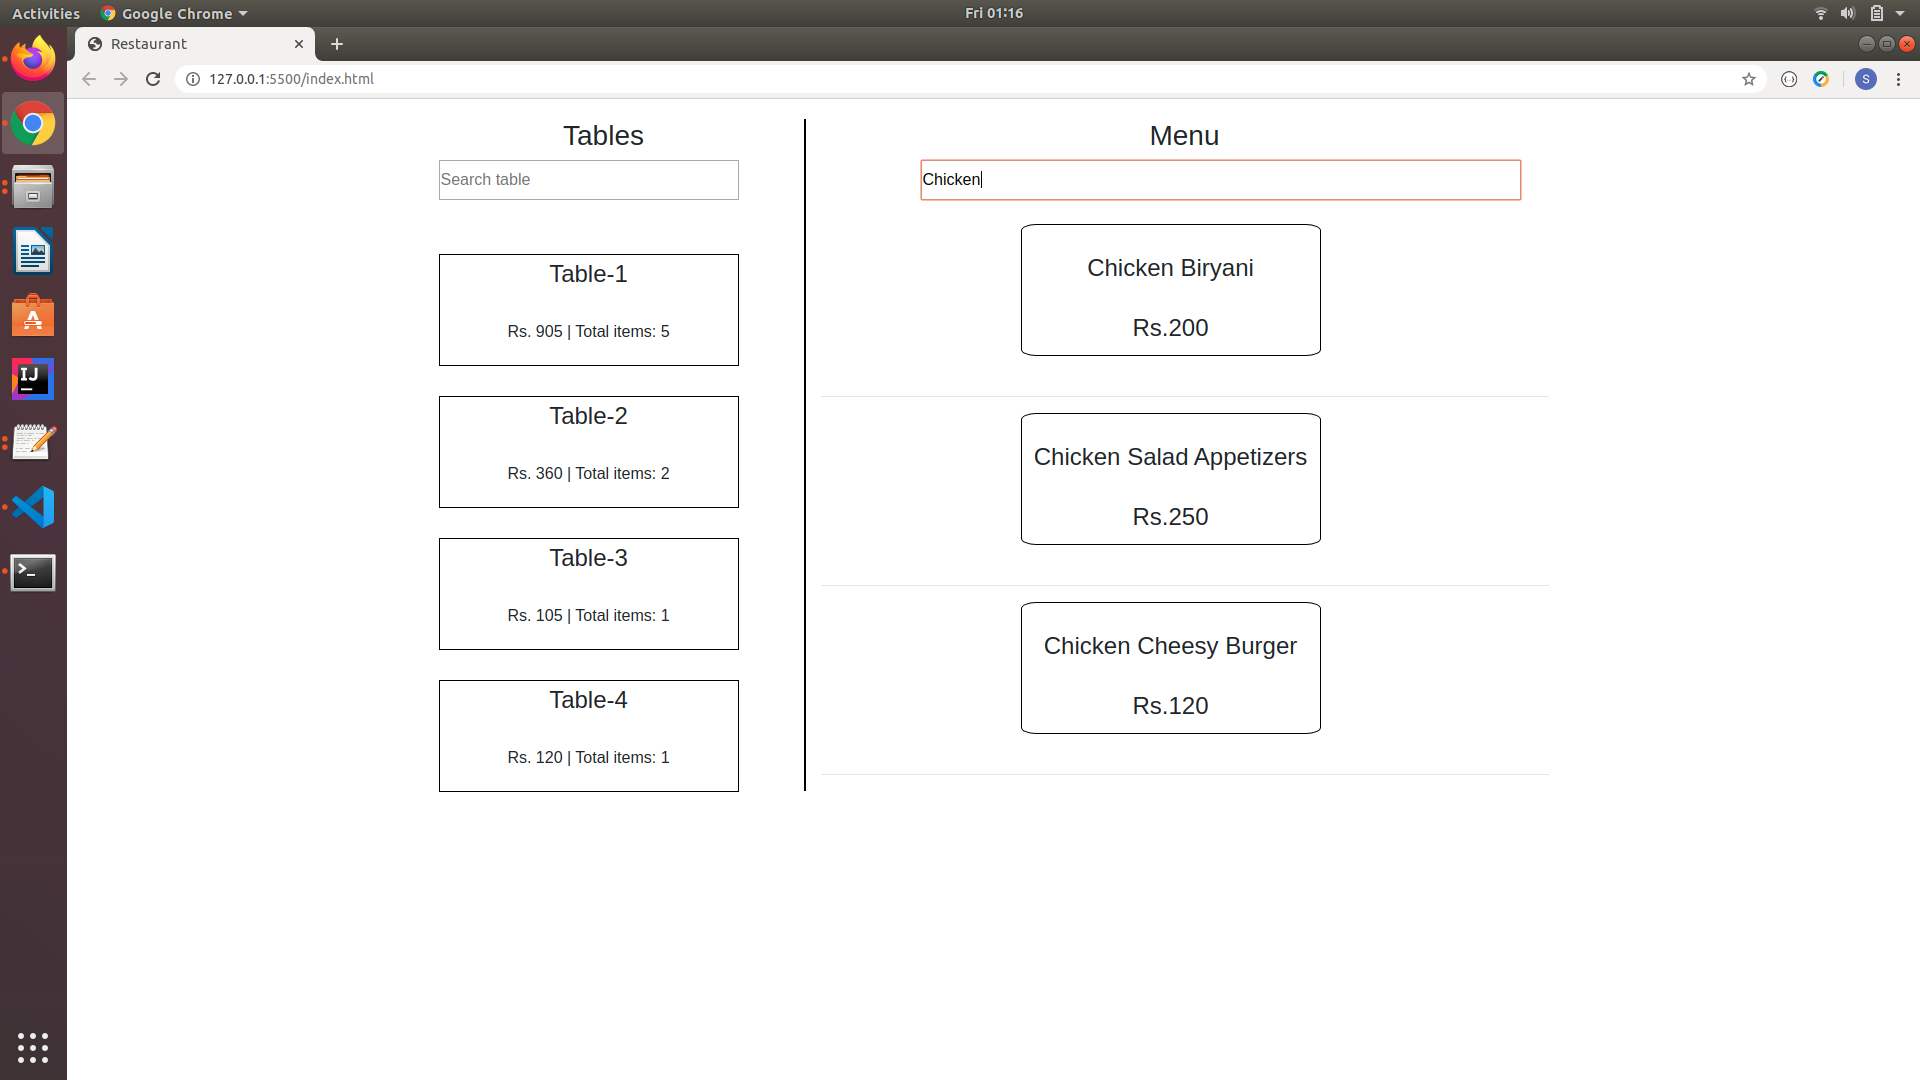 Activities
Google Chrome
Fri 01:16
Restaurant
127.0.0.1:5500/index.html
S
Tables
Search table
Table-1
Rs. 905 | Total items: 5
Table-2
Rs. 360 | Total items: 2
Table-3
Rs. 105 | Total items: 1
Table-4
Rs. 120 | Total items: 1
Menu
Chicken
Chicken Biryani
Rs.200
Chicken Salad Appetizers
Rs.250
Chicken Cheesy Burger
Rs.120
IJ
A